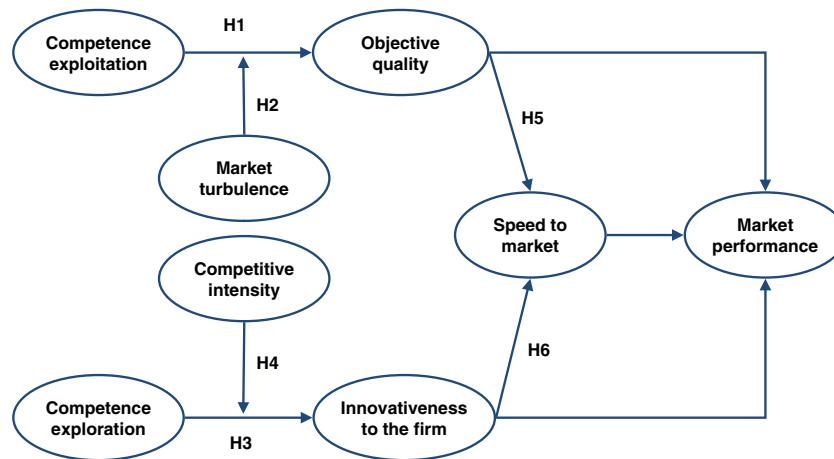 H1
Competence
exploitation
Objective
quality
H2
H5
Market
turbulence
Speed to
market
Market
performance
Competitive
intensity
H4
H6
Competence
exploration
H3
Innovativeness
to the firm